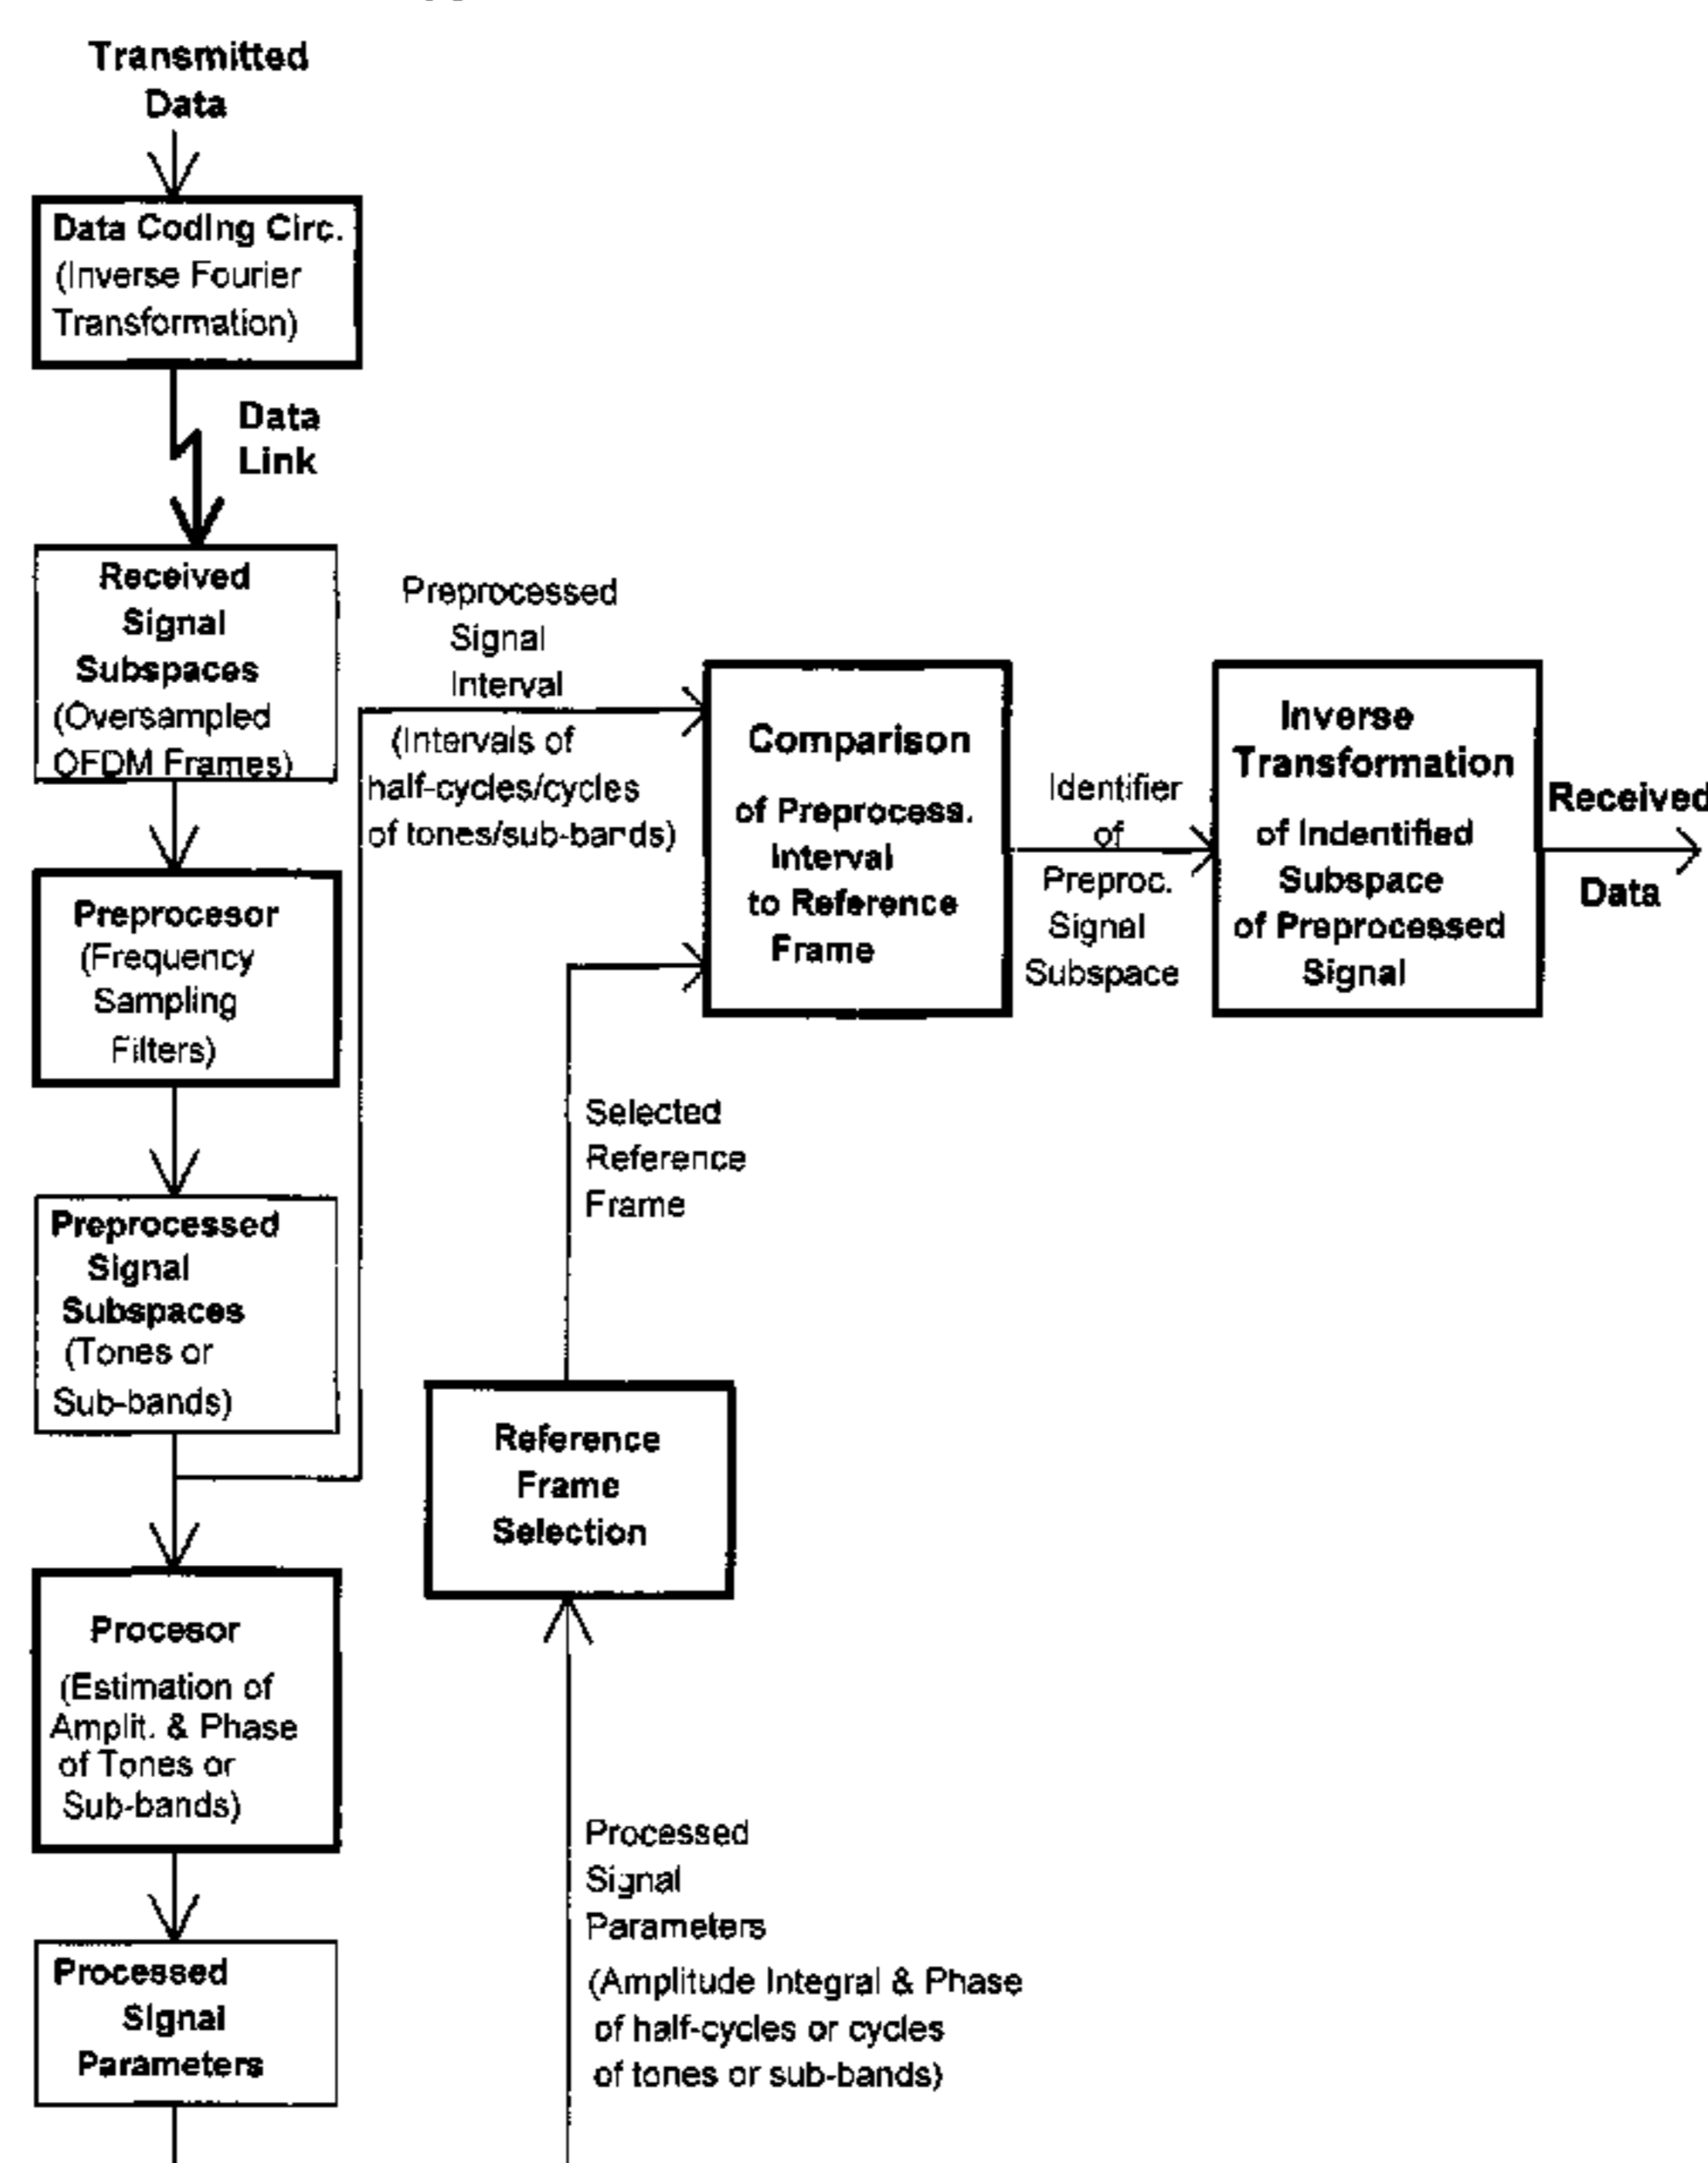 Transmitted
Data
Data Coding Circ.
(Inverse Fourier
Transformation)
Data
Link
Received
Signal
Subspaces
(Oversampled
OFDM Frames)
Preprocesor
(Frequency
Sampling
Filters)
Preprocessed
Signal
Subspaces
(Tones or
Sub-bands)
Procesor
(Estimation of
Amplit. & Phase
of Tones or
Sub-bands)
Processed
Signal
Parameters
Preprocessed
Signal
Interval
(Intervals of
half-cycles/cycles
of tones/sub-bands)
Comparison
of Preprocess.
Interval
to Reference
Frame
Identifier
of
Preproc.
Signal
Subspace
Inverse
Transformation
of Indentified
Subspace
of Preprocessed
Signal
Received
Data
Selected
Reference
Frame
Reference
Frame
Selection
Processed
Signal
Parameters
(Amplitude Integral & Phase
of half-cycles or cycles
of tones or sub-bands)